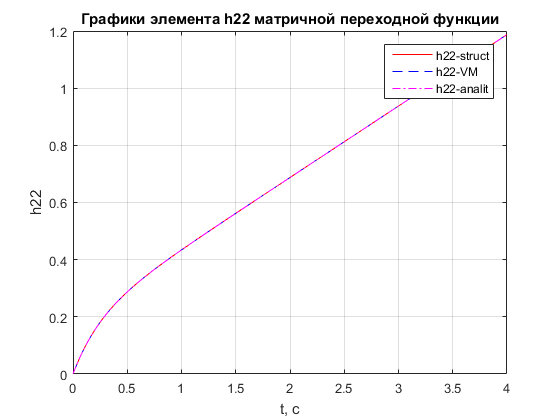 Графики элемента h22 матричной переходной функции
1.2
1
0.8
0.6
0.4
0.2
0
h22
h22-struct
h22-VM
h22-analit
0 0.5 1 1.5 2 2.5 3 3.5 4
t, c